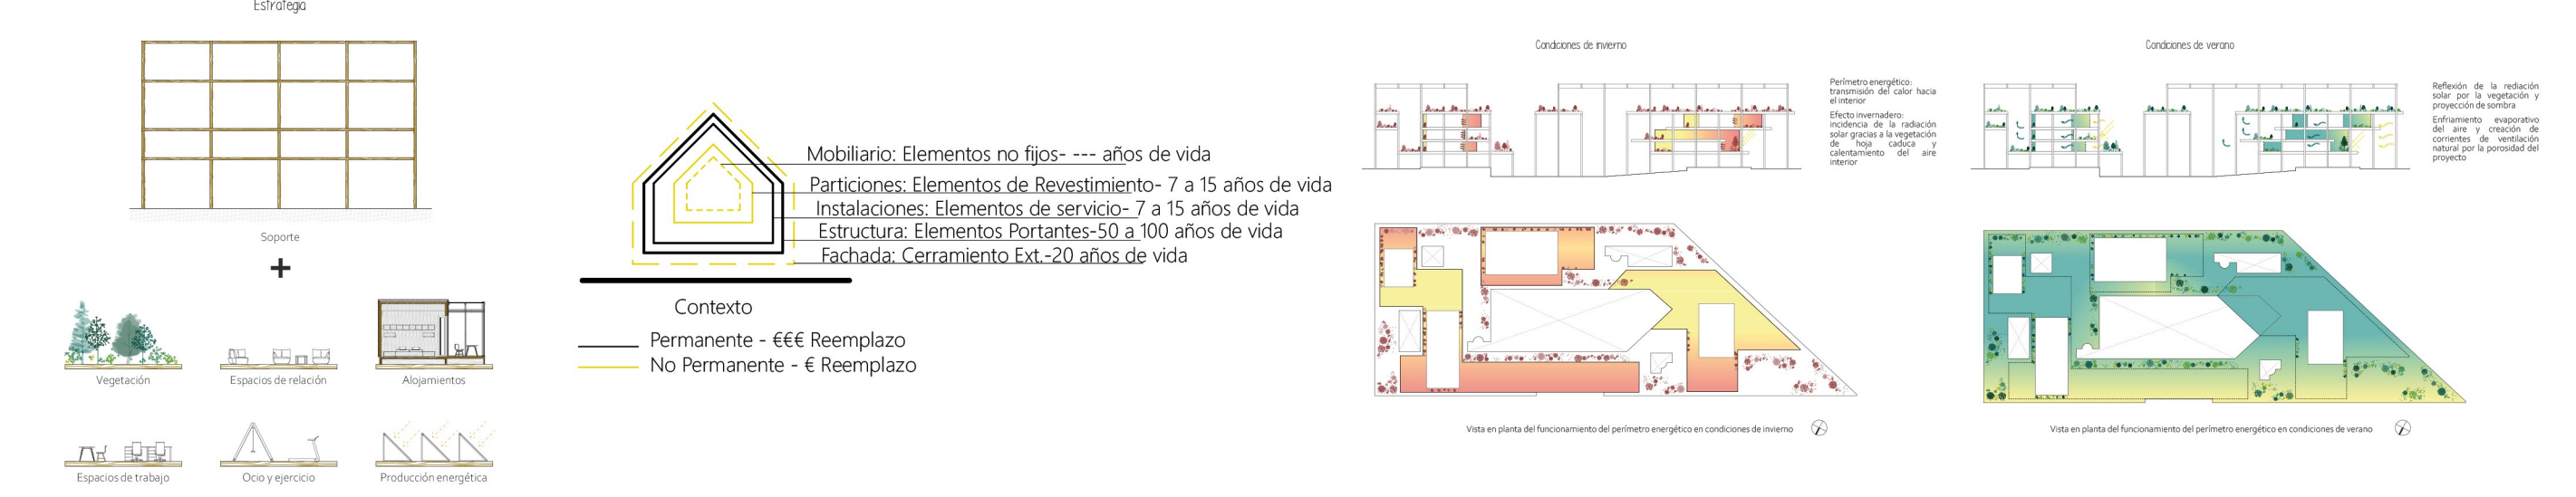 Estrategia
Soporte
+
Vegetación
Espacios de relación
Alojamientos
Espacios de trabajo
Ocio y ejercicio
Producción energética
Mobiliario: Elementos no fijos- --- años de vida
Particiones: Elementos de Revestimiento- 7 a 15 años de vida
Instalaciones: Elementos de servicio- 7 a 15 años de vida
Estructura: Elementos Portantes-50 a 100 años de vida
Fachada: Cerramiento Ext.-20 años de vida
Contexto
Permanente - €€€ Reemplazo
No Permanente - € Reemplazo
Condiciones de invierno
Perímetro energético:
transmisión del calor hacia
el interior
Efecto invernadero:
incidencia de la radiación
solar gracias a la vegetación
de hoja caduca y
calentamiento del aire
interior
Vista en planta del funcionamiento del perímetro energético en condiciones de invierno
Condiciones de verano
Reflexión de la rediación
solar por la vegetación y
proyección de sombra
Enfriamiento evaporativo
del aire y creación de
corrientes de ventilación
natural por la porosidad del
proyecto
Vista en planta del funcionamiento del perímetro energético en condiciones de verano